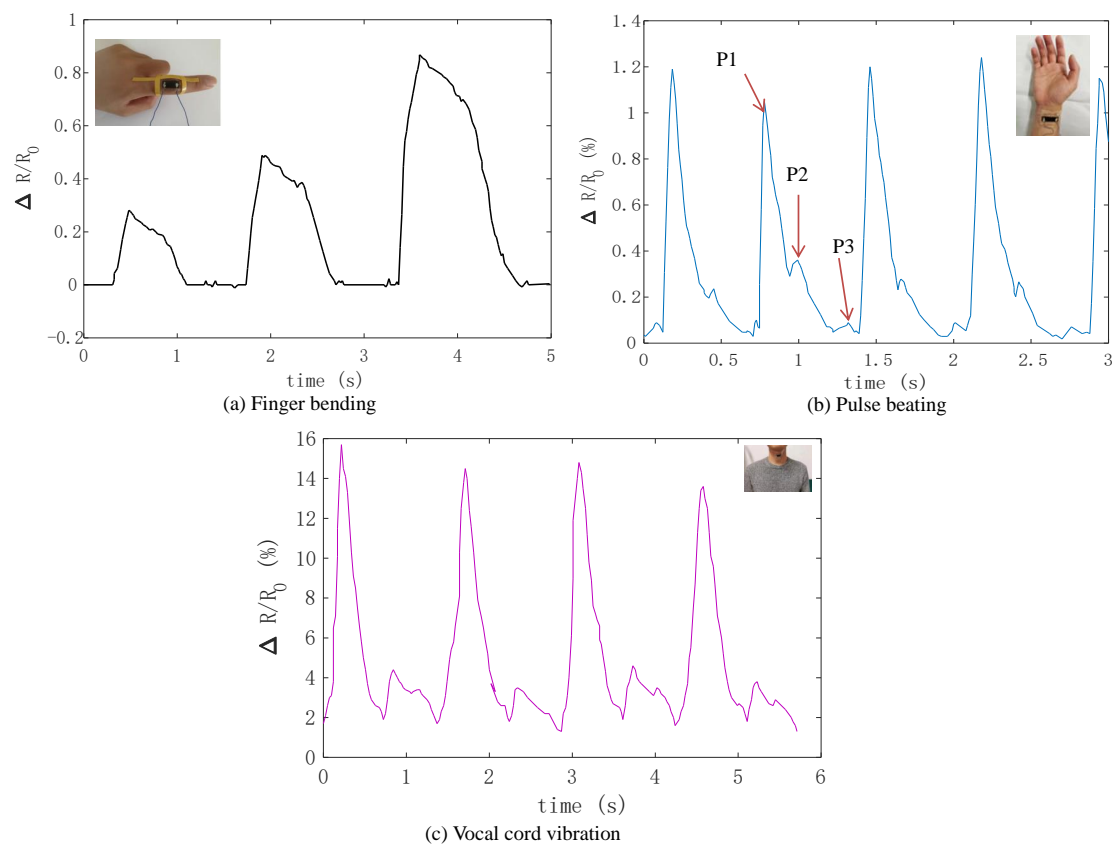 1
0.8
0.6
0.4
0.2
0
-0.2
Δ R/R0
0 1 2 3 4 5
time (s)
(a) Finger bending
1.4
1.2
1
0.8
0.6
0.4
0.2
0
Δ R/R0 (%)
P1
P2
P3
0 0.5 1 1.5 2 2.5 3
time (s)
(b) Pulse beating
16
14
12
10
8
6
4
2
0
Δ R/R0 (%)
0 1 2 3 4 5 6
time (s)
(c) Vocal cord vibration